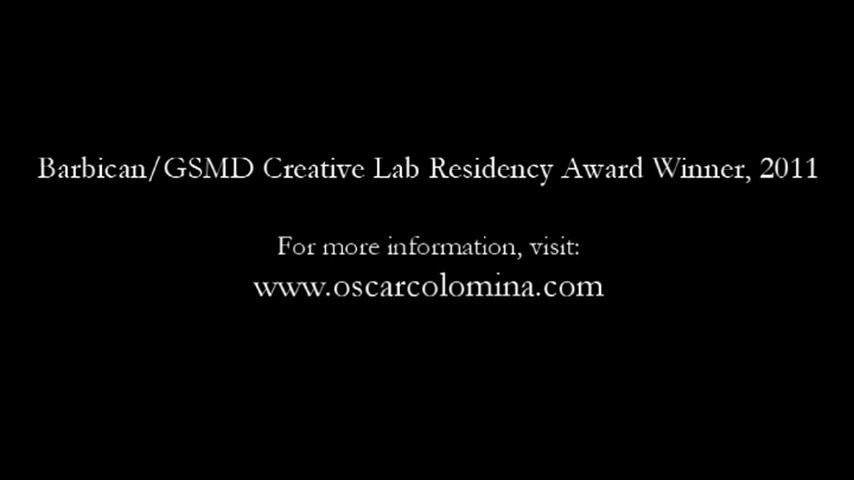 Barbican/GSMD Creative Lab Residency Award Winner, 2011
For more information, visit:
www.oscarcolomina.com